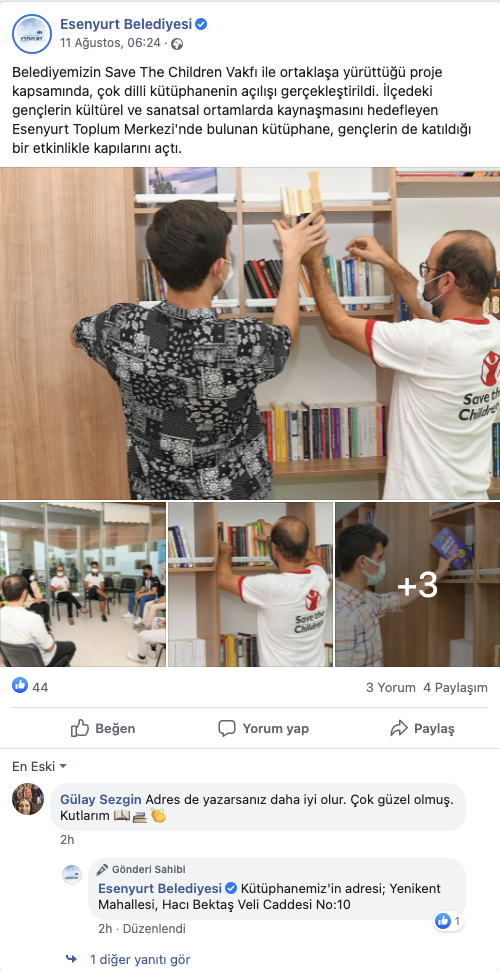 Esenyurt Belediyesi
11 Ağustos, 06:24 ·
Belediyemizin Save The Children Vakfı ile ortaklaşa yürüttüğü proje
kapsamında, çok dilli kütüphanenin açılışı gerçekleştirildi. İlçedeki
gençlerin kültürel ve sanatsal ortamlarda kaynaşmasını hedefleyen
Esenyurt Toplum Merkezi'nde bulunan kütüphane, gençlerin de katıldığı
bir etkinlikle kapılarını açtı.
Save th
Childre
Save the
Children
+3
44
3 Yorum 4 Paylaşım
Beğen
Yorum yap
Paylaş
En Eski
Gülay Sezgin Adres de yazarsanız daha iyi olur. Çok güzel olmuş.
Kutlarım
2h
Gönderi Sahibi
Esenyurt Belediyesi Kütüphanemiz'in adresi; Yenikent
Mahallesi, Hacı Bektaş Veli Caddesi No:10
1
2h · Düzenlendi
1 diğer yanıtı gör